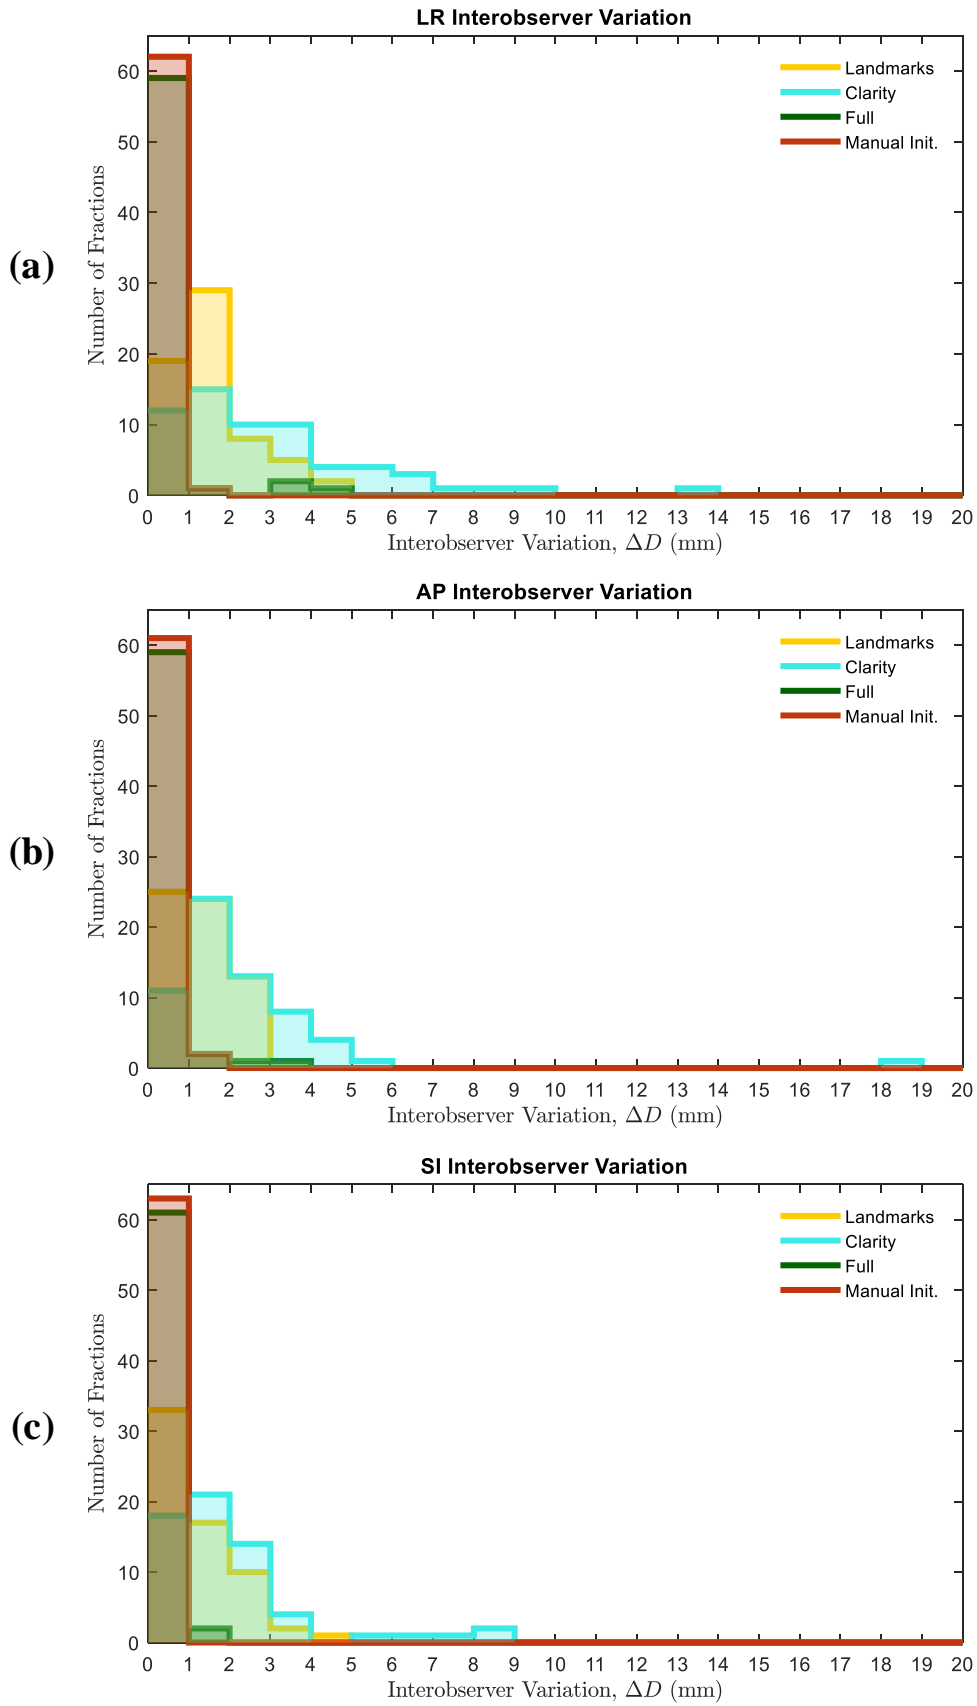 LR Interobserver Variation
60
50
40
30
20
10
0
Number of Fractions
(a)
Landmarks
Clarity
Full
Manual Init.
0 1 2 3 4 5 6 7 8 9 10 11 12 13 14 15 16 17 18 19 20
Interobserver Variation, ΔD (mm)
AP Interobserver Variation
60
50
40
30
20
10
0
Number of Fractions
(b)
Landmarks
Clarity
Full
Manual Init.
0 1 2 3 4 5 6 7 8 9 10 11 12 13 14 15 16 17 18 19 20
Interobserver Variation, ΔD (mm)
SI Interobserver Variation
60
50
40
30
20
10
0
Number of Fractions
(c)
Landmarks
Clarity
Full
Manual Init.
0 1 2 3 4 5 6 7 8 9 10 11 12 13 14 15 16 17 18 19 20
Interobserver Variation, ΔD (mm)